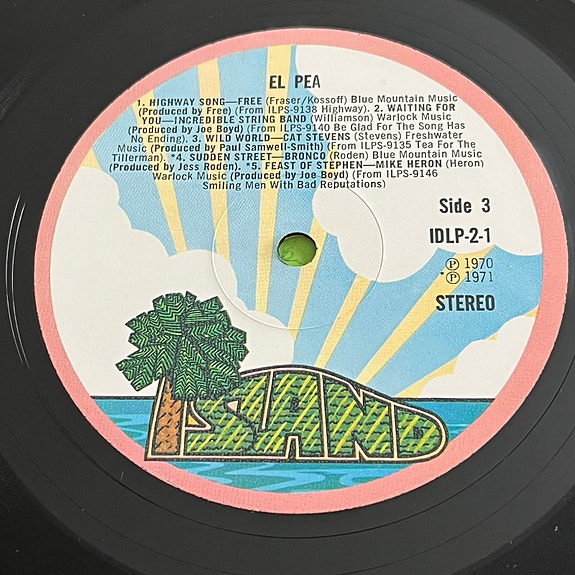 EL PEA
1. HIGHWAY SONG—FREE (Fraser/Kossoff) Blue Mountain Music
(Produced by Free) (From ILPS-9138 Highway). 2. WAITING FOR
YOU—INCREDIBLE STRING BAND (Williamson) Warlock Music
(Produced by Joe Boyd) (From ILPS-9140 Be Glad For The Song Has
No Ending). 3. WILD WORLD—CAT STEVENS (Stevens) Freshwater
Music (Produced by Paul Samwell-Smith) (From ILPS-9135 Tea For The
Tillerman). *4. SUDDEN STREET—BRONCO (Roden) Blue Mountain Music
(Produced by Jess Roden). *5. FEAST OF STEPHEN—MIKE HERON (Heron)
Warlock Music (Produced by Joe Boyd) (From ILPS-9146
Smiling Men With Bad Reputations)
Side 3
IDLP-2-1
Ⓟ 1970
*Ⓟ 1971
STEREO
ISLAND